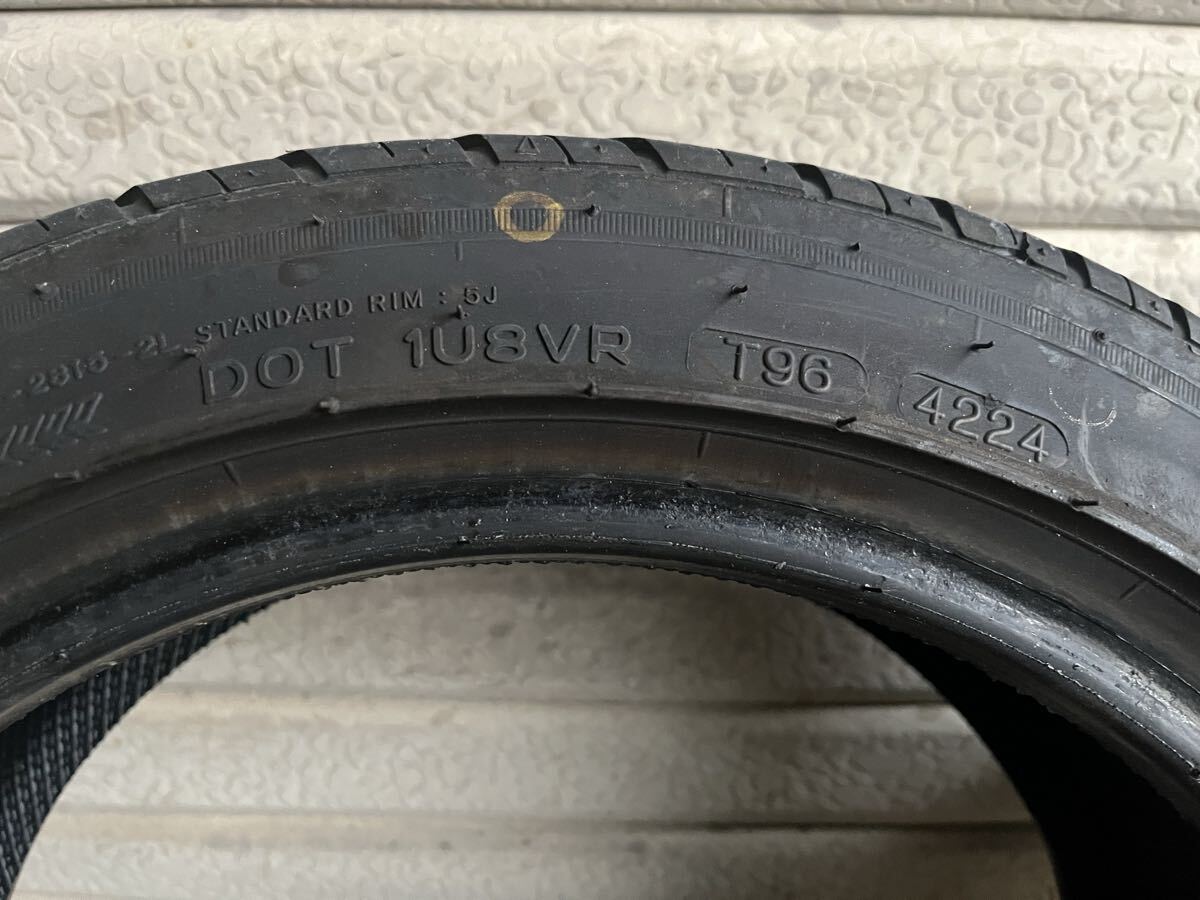 STANDARD RIM : 5J
DOT 1U8VR T96 4224